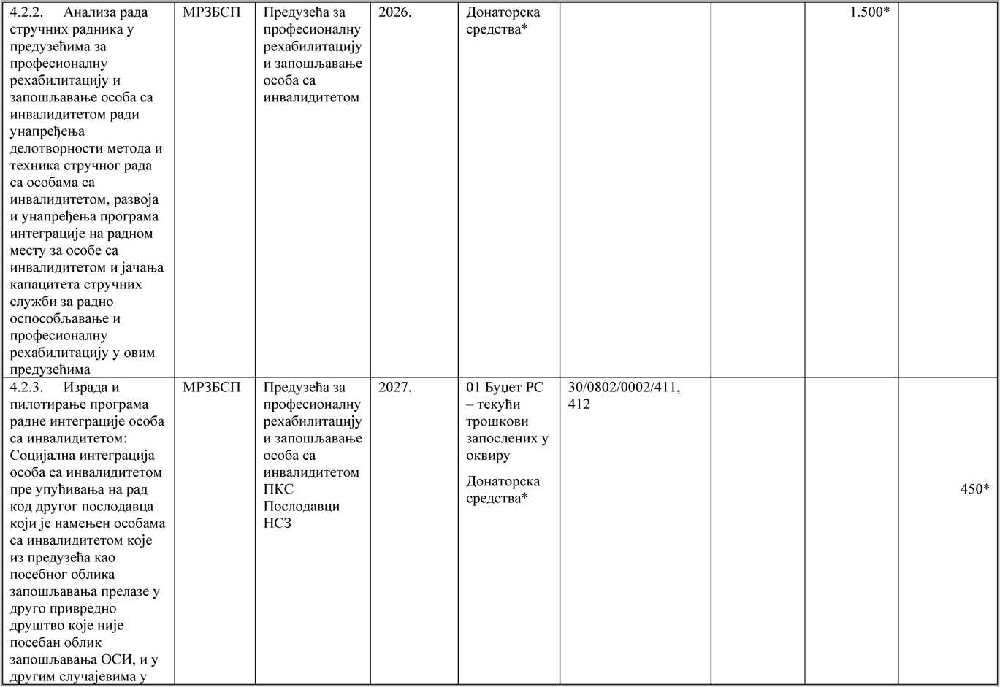 4.2.2. Анализа рада
стручних радника у
предузећима за
професионалну
рехабилитацију и
запошљавање особа са
инвалидитетом ради
унапређења
делотворности метода и
техника стручног рада
са особама са
инвалидитетом, развоја
и унапређења програма
интеграције на радном
месту за особе са
инвалидитетом и јачања
капацитета стручних
служби за радно
оспособљавање и
професионалну
рехабилитацију у овим
предузећима
МРЗБСП
Предузећа за
професионалну
рехабилитацију
и запошљавање
особа са
инвалидитетом
2026.
Донаторска
средства*
1.500*
4.2.3. Израда и
пилотирање програма
радне интеграције особа
са инвалидитетом:
Социјална интеграција
особа са инвалидитетом
пре упућивања на рад
код другог послодавца
који је намењен особама
са инвалидитетом које
из предузећа као
посебног облика
запошљавања прелазе у
друго привредно
друштво које није
посебан облик
запошљавања ОСИ, и у
другим случајевима у
МРЗБСП
Предузећа за
професионалну
рехабилитацију
и запошљавање
особа са
инвалидитетом
ПКС
Послодавци
НСЗ
2027.
01 Буџет РС
– текући
трошкови
запослених у
оквиру
Донаторска
средства*
30/0802/0002/411,
412
450*